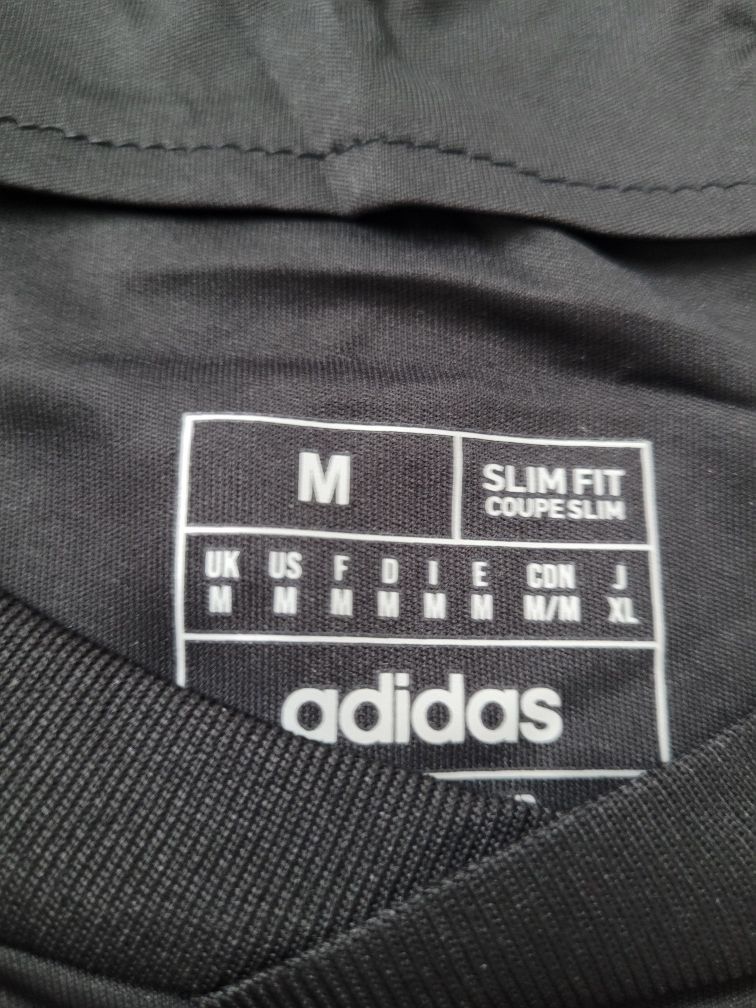 M
SLIM FIT
COUPE SLIM
UK US F D I E CDN J
M M M M M M M/M XL
adidas